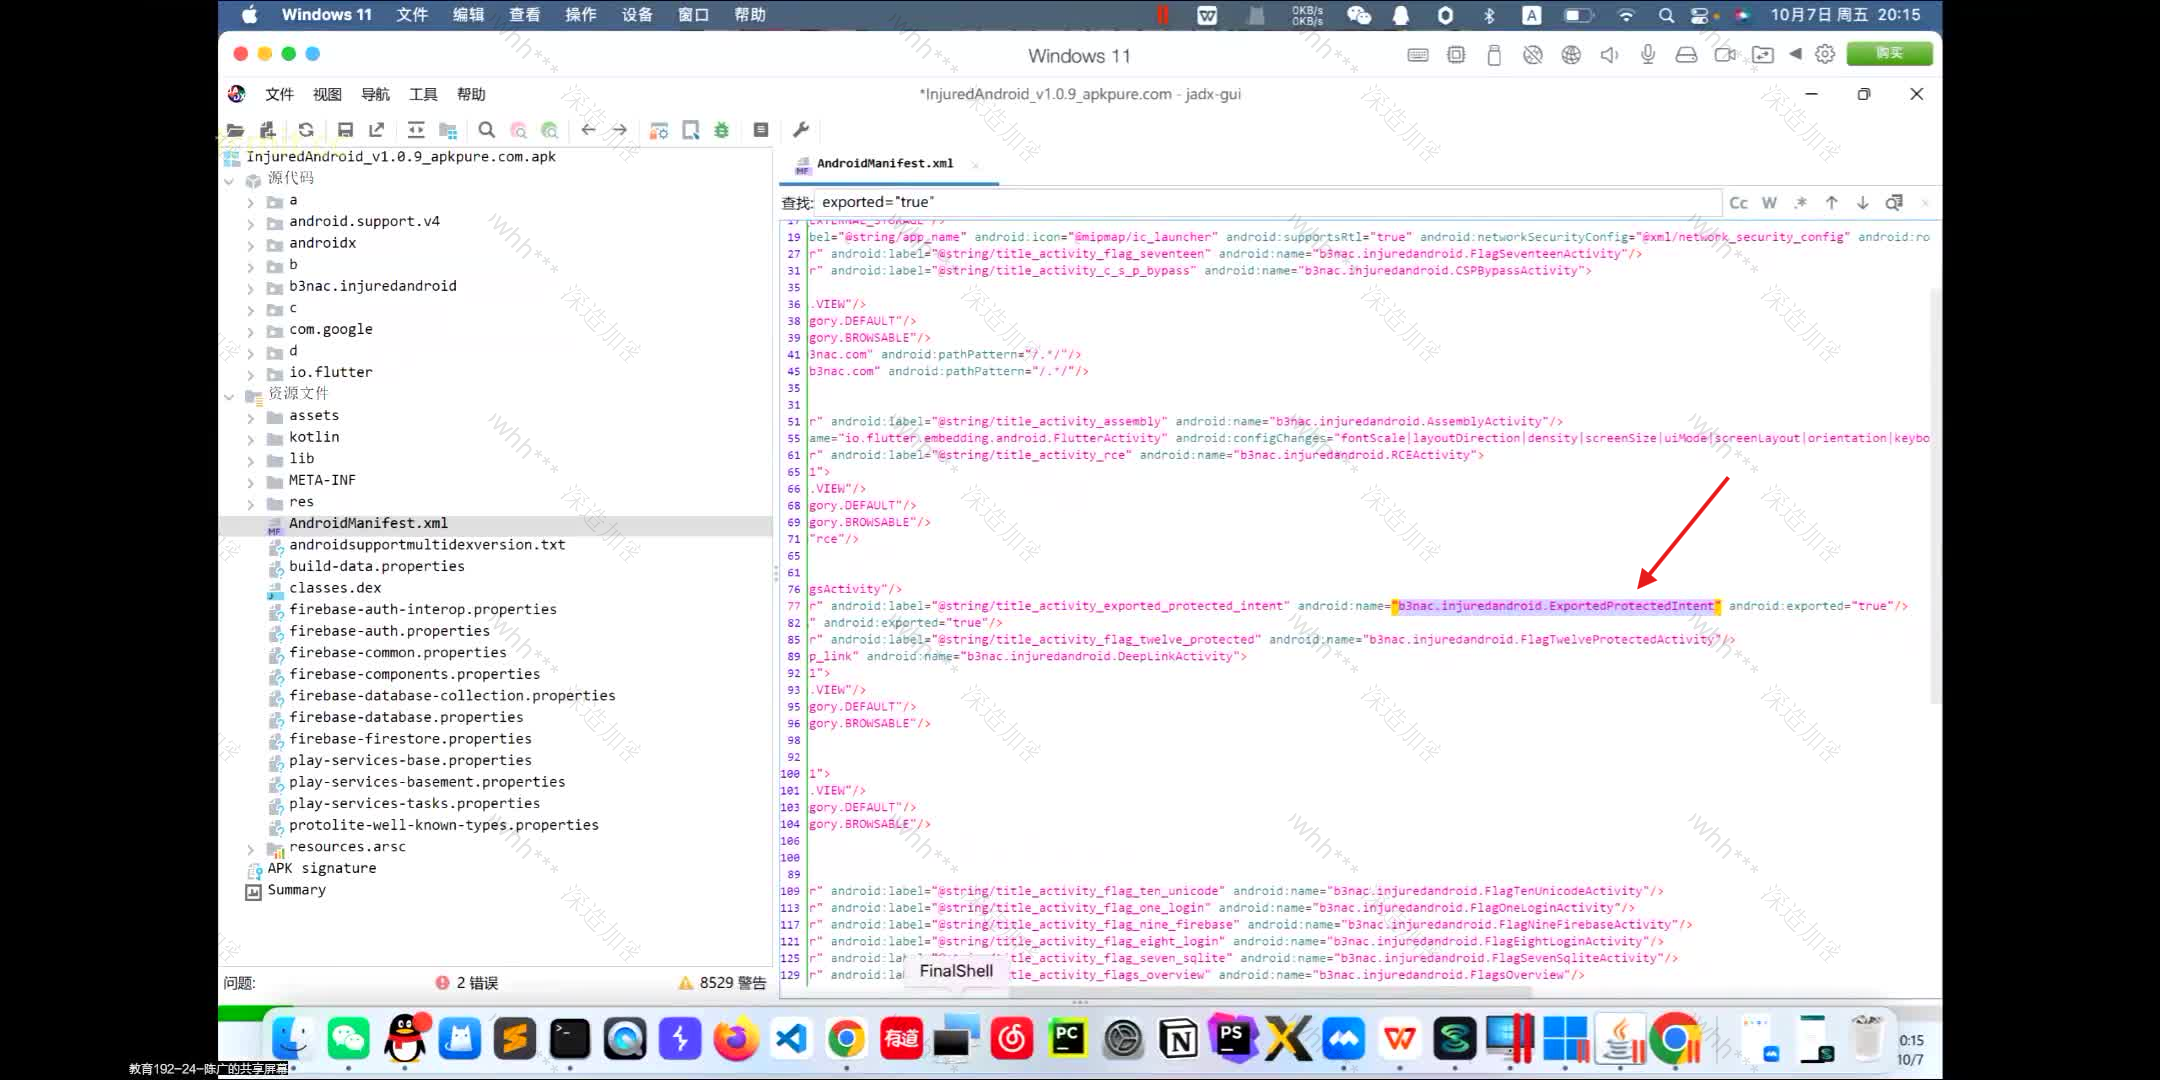 Windows 11 文件 编辑 查看 操作 设备 窗口 帮助
0KB/s
0KB/s
A
10月7日 周五 20:15
Windows 11
购买
文件 视图 导航 工具 帮助
*InjuredAndroid_v1.0.9_apkpure.com - jadx-gui
InjuredAndroid_v1.0.9_apkpure.com.apk
源代码
a
android.support.v4
androidx
b
b3nac.injuredandroid
c
com.google
d
io.flutter
资源文件
assets
kotlin
lib
META-INF
res
AndroidManifest.xml
androidsupportmultidexversion.txt
build-data.properties
classes.dex
firebase-auth-interop.properties
firebase-auth.properties
firebase-common.properties
firebase-components.properties
firebase-database-collection.properties
firebase-database.properties
firebase-firestore.properties
play-services-base.properties
play-services-basement.properties
play-services-tasks.properties
protolite-well-known-types.properties
resources.arsc
APK signature
Summary
问题: 2 错误 8529 警告
AndroidManifest.xml
查找: exported="true" Cc W .*
17 EXTERNAL_STORAGE"/>
19 bel="@string/app_name" android:icon="@mipmap/ic_launcher" android:supportsRtl="true" android:networkSecurityConfig="@xml/network_security_config" android:ro
27 r" android:label="@string/title_activity_flag_seventeen" android:name="b3nac.injuredandroid.FlagSeventeenActivity"/>
31 r" android:label="@string/title_activity_c_s_p_bypass" android:name="b3nac.injuredandroid.CSPBypassActivity">
35
36 .VIEW"/>
38 gory.DEFAULT"/>
39 gory.BROWSABLE"/>
41 3nac.com" android:pathPattern="/.*/"/>
45 b3nac.com" android:pathPattern="/.*/"/>
35
31
51 r" android:label="@string/title_activity_assembly" android:name="b3nac.injuredandroid.AssemblyActivity"/>
55 ame="io.flutter.embedding.android.FlutterActivity" android:configChanges="fontScale|layoutDirection|density|screenSize|uiMode|screenLayout|orientation|keybo
61 r" android:label="@string/title_activity_rce" android:name="b3nac.injuredandroid.RCEActivity">
65 1">
66 .VIEW"/>
68 gory.DEFAULT"/>
69 gory.BROWSABLE"/>
71 "rce"/>
65
61
76 gsActivity"/>
77 r" android:label="@string/title_activity_exported_protected_intent" android:name="b3nac.injuredandroid.ExportedProtectedIntent" android:exported="true"/>
82 " android:exported="true"/>
85 r" android:label="@string/title_activity_flag_twelve_protected" android:name="b3nac.injuredandroid.FlagTwelveProtectedActivity"/>
89 p_link" android:name="b3nac.injuredandroid.DeepLinkActivity">
92 1">
93 .VIEW"/>
95 gory.DEFAULT"/>
96 gory.BROWSABLE"/>
98
92
100 1">
101 .VIEW"/>
103 gory.DEFAULT"/>
104 gory.BROWSABLE"/>
106
100
89
109 r" android:label="@string/title_activity_flag_ten_unicode" android:name="b3nac.injuredandroid.FlagTenUnicodeActivity"/>
113 r" android:label="@string/title_activity_flag_one_login" android:name="b3nac.injuredandroid.FlagOneLoginActivity"/>
117 r" android:label="@string/title_activity_flag_nine_firebase" android:name="b3nac.injuredandroid.FlagNineFirebaseActivity"/>
121 r" android:label="@string/title_activity_flag_eight_login" android:name="b3nac.injuredandroid.FlagEightLoginActivity"/>
125 r" android:lab title_activity_flag_seven_sqlite" android:name="b3nac.injuredandroid.FlagSevenSqliteActivity"/>
129 r" android:la title_activity_flags_overview" android:name="b3nac.injuredandroid.FlagsOverview"/>
FinalShell
有道
PC
PS
0:15
10/7
教育192-24-陈广的共享屏幕
深造加客